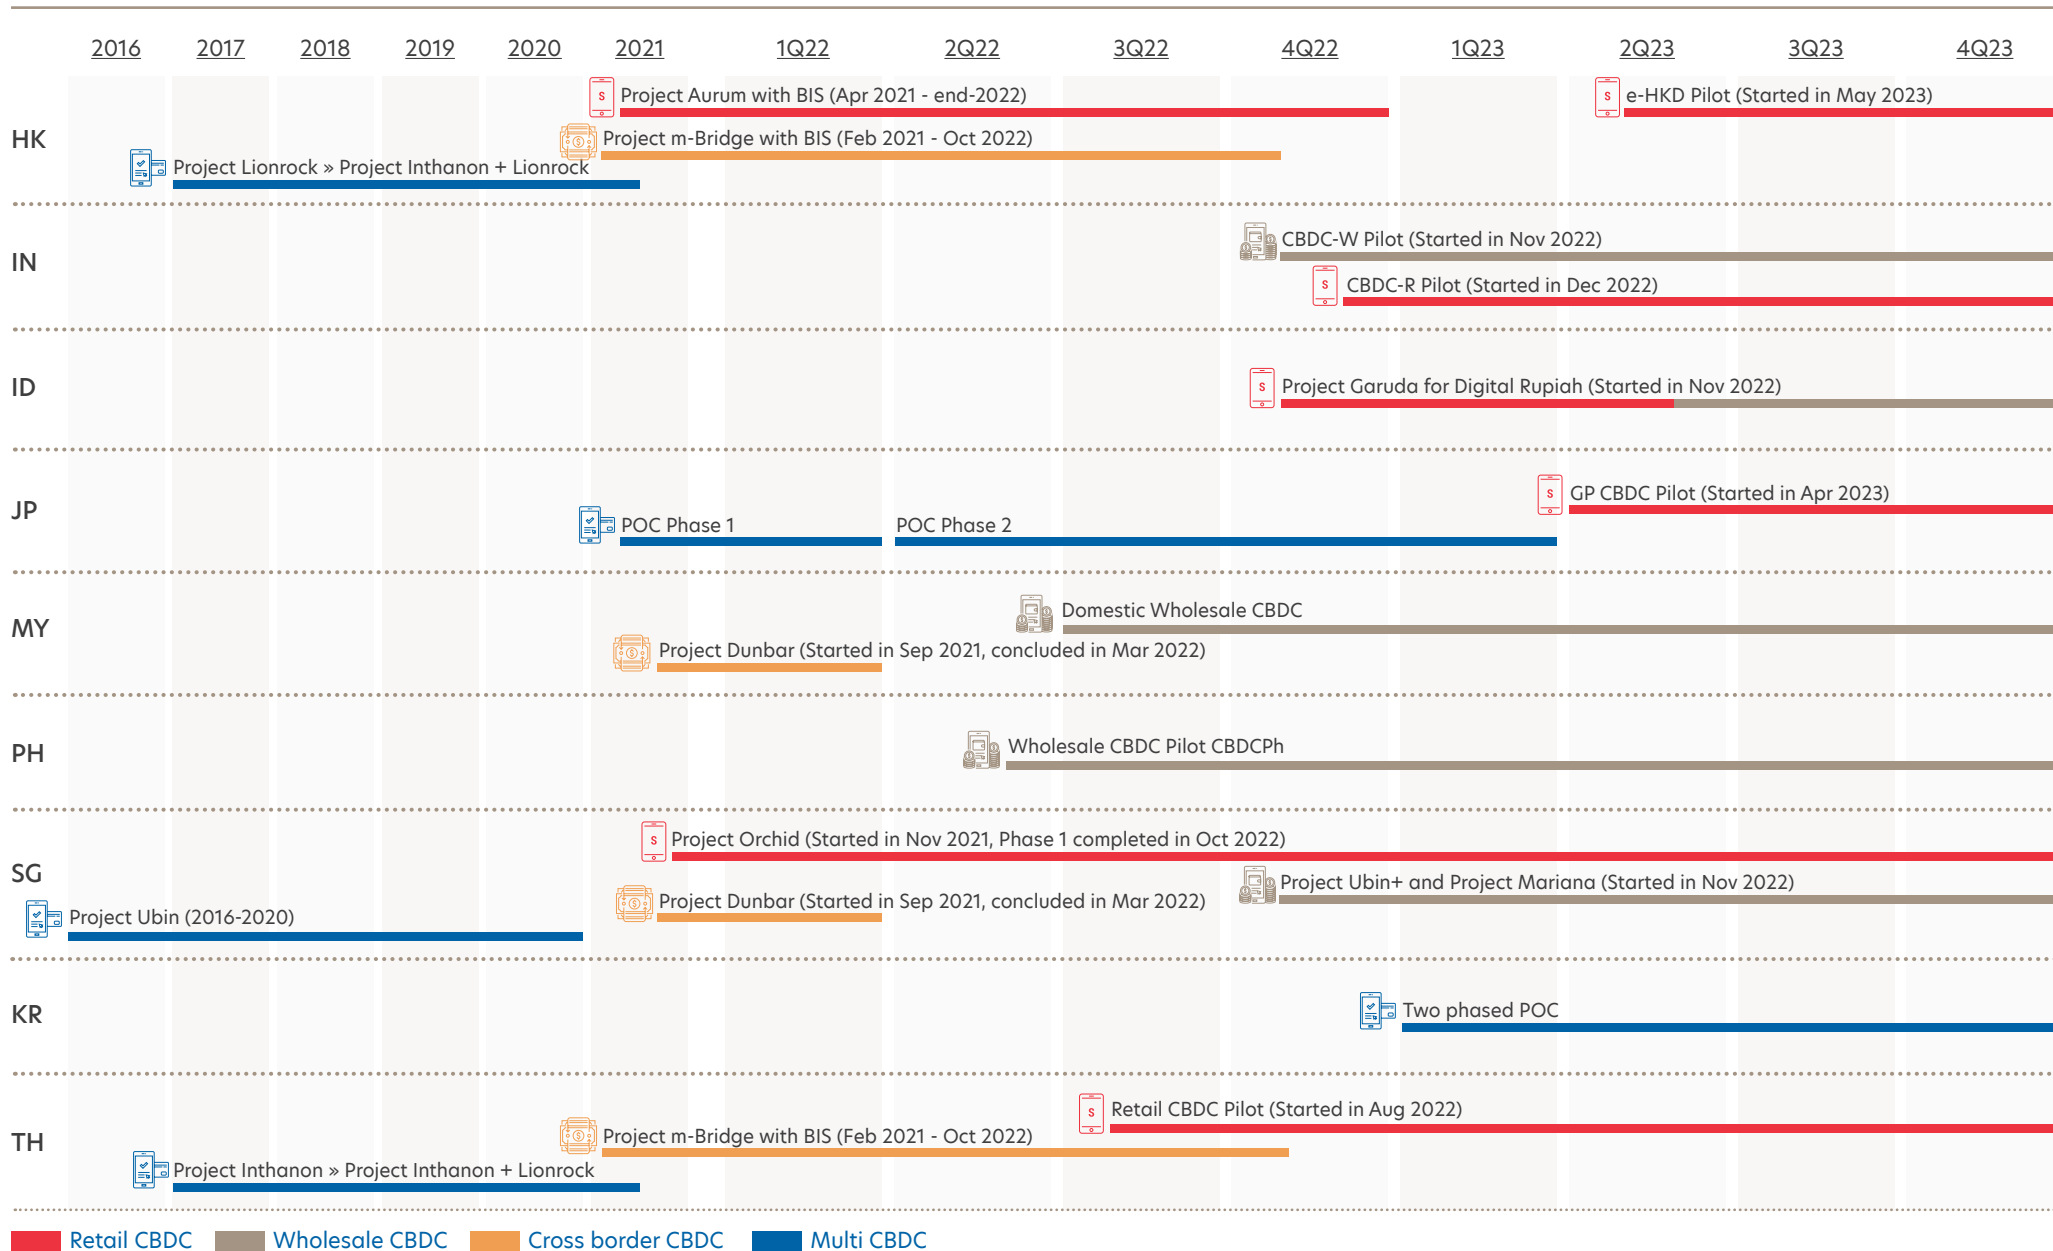 2016 2017 2018 2019 2020 2021 1Q22 2Q22 3Q22 4Q22 1Q23 2Q23 3Q23 4Q23
HK
Project Aurum with BIS (Apr 2021 - end-2022)
e-HKD Pilot (Started in May 2023)
Project m-Bridge with BIS (Feb 2021 - Oct 2022)
Project Lionrock » Project Inthanon + Lionrock
IN
CBDC-W Pilot (Started in Nov 2022)
CBDC-R Pilot (Started in Dec 2022)
ID
Project Garuda for Digital Rupiah (Started in Nov 2022)
JP
GP CBDC Pilot (Started in Apr 2023)
POC Phase 1
POC Phase 2
MY
Domestic Wholesale CBDC
Project Dunbar (Started in Sep 2021, concluded in Mar 2022)
PH
Wholesale CBDC Pilot CBDCPh
SG
Project Orchid (Started in Nov 2021, Phase 1 completed in Oct 2022)
Project Ubin+ and Project Mariana (Started in Nov 2022)
Project Dunbar (Started in Sep 2021, concluded in Mar 2022)
Project Ubin (2016-2020)
KR
Two phased POC
TH
Retail CBDC Pilot (Started in Aug 2022)
Project m-Bridge with BIS (Feb 2021 - Oct 2022)
Project Inthanon » Project Inthanon + Lionrock
Retail CBDC Wholesale CBDC Cross border CBDC Multi CBDC